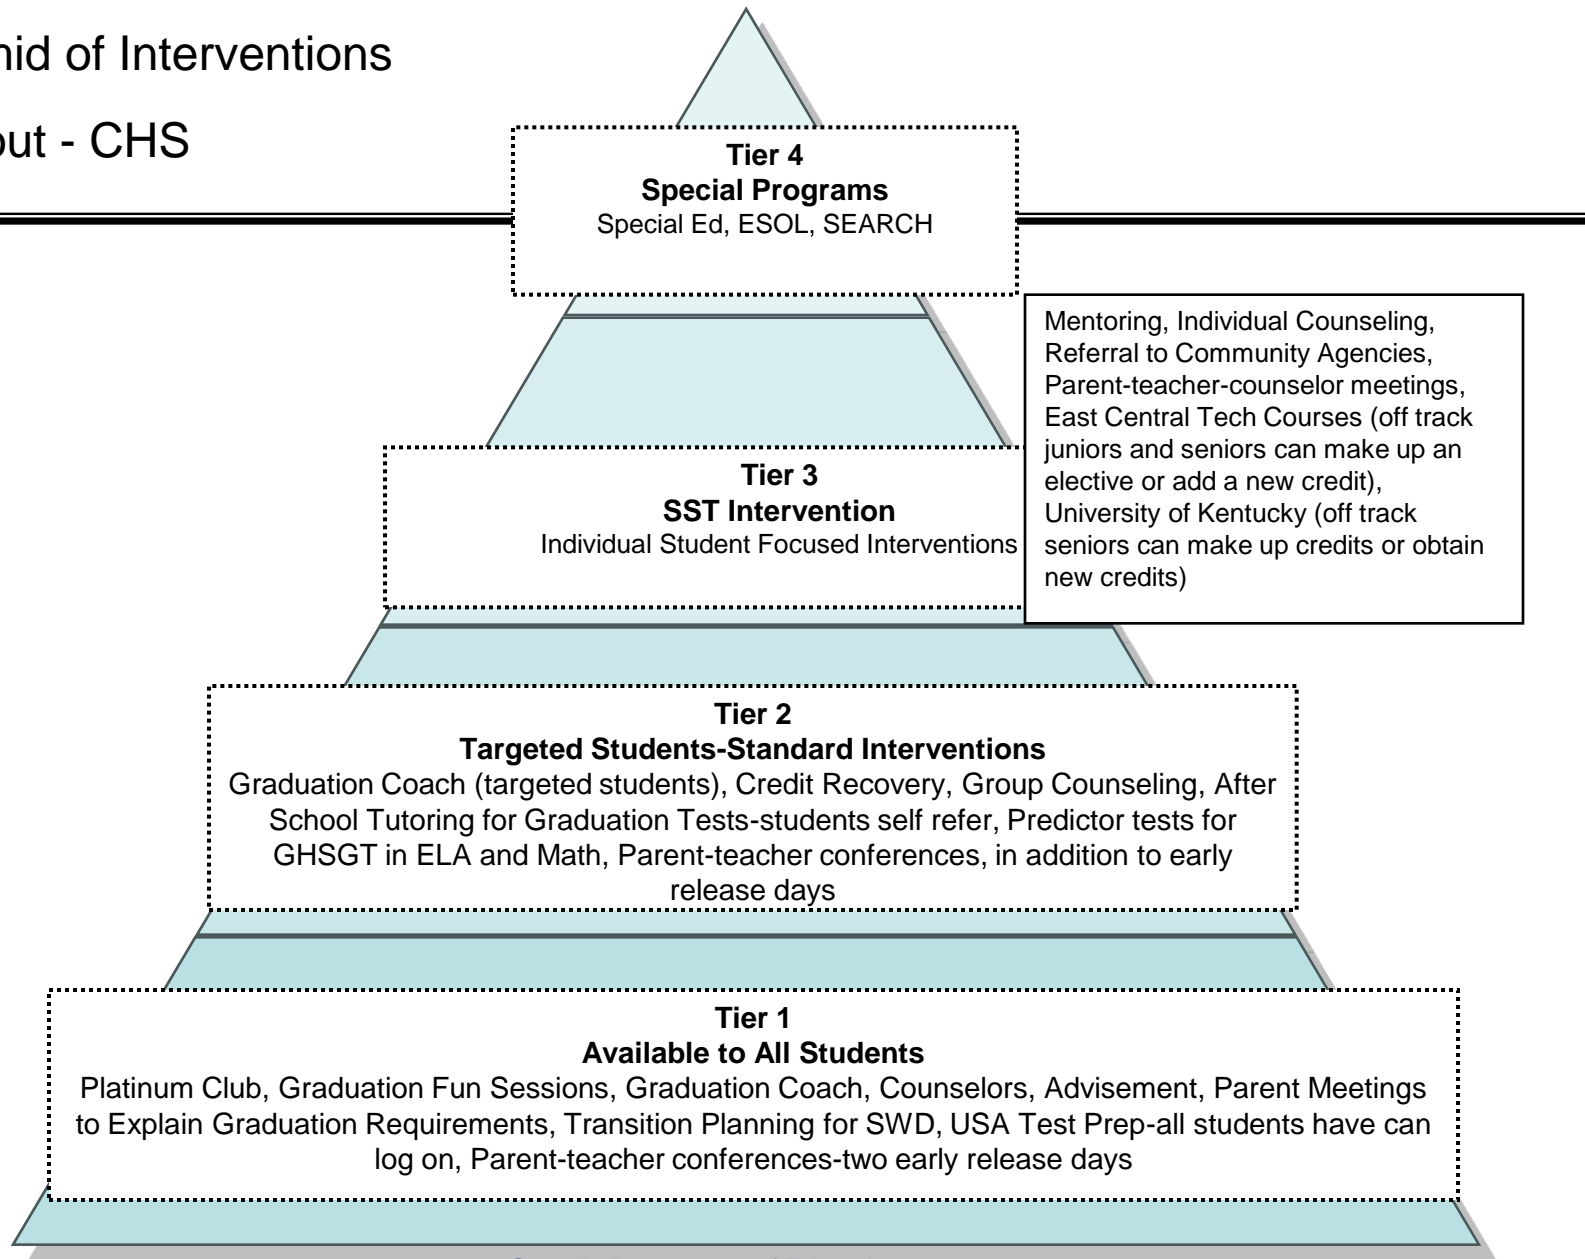 of Interventions
- CHS
Tier 4
Special Programs
Special Ed, ESOL, SEARCH
Mentoring, Individual Counseling,
Referral to Community Agencies,
Parent-teacher-counselor meetings,
East Central Tech Courses (off track
juniors and seniors can make up an
elective or add a new credit),
University of Kentucky (off track
seniors can make up credits or obtain
new credits)
Tier 3
SST Intervention
Individual Student Focused Interventions
Tier 2
Targeted Students-Standard Interventions
Graduation Coach (targeted students), Credit Recovery, Group Counseling, After
School Tutoring for Graduation Tests-students self refer, Predictor tests for
GHSGT in ELA and Math, Parent-teacher conferences, in addition to early
release days
Tier 1
Available to All Students
Platinum Club, Graduation Fun Sessions, Graduation Coach, Counselors, Advisement, Parent Meetings
to Explain Graduation Requirements, Transition Planning for SWD, USA Test Prep-all students have can
log on, Parent-teacher conferences-two early release days